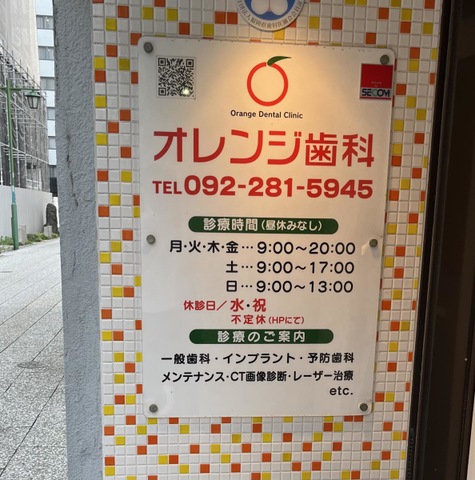 Orange Dental Clinic
SECOM
オレンジ歯科
TEL 092-281-5945
診療時間(昼休みなし)
月・火・木・金…9:00〜20:00
土…9:00〜17:00
日…9:00〜13:00
休診日/水・祝
不定休(HPにて)
診療のご案内
一般歯科・インプラント・予防歯科
メンテナンス・CT画像診断・レーザー治療
etc.